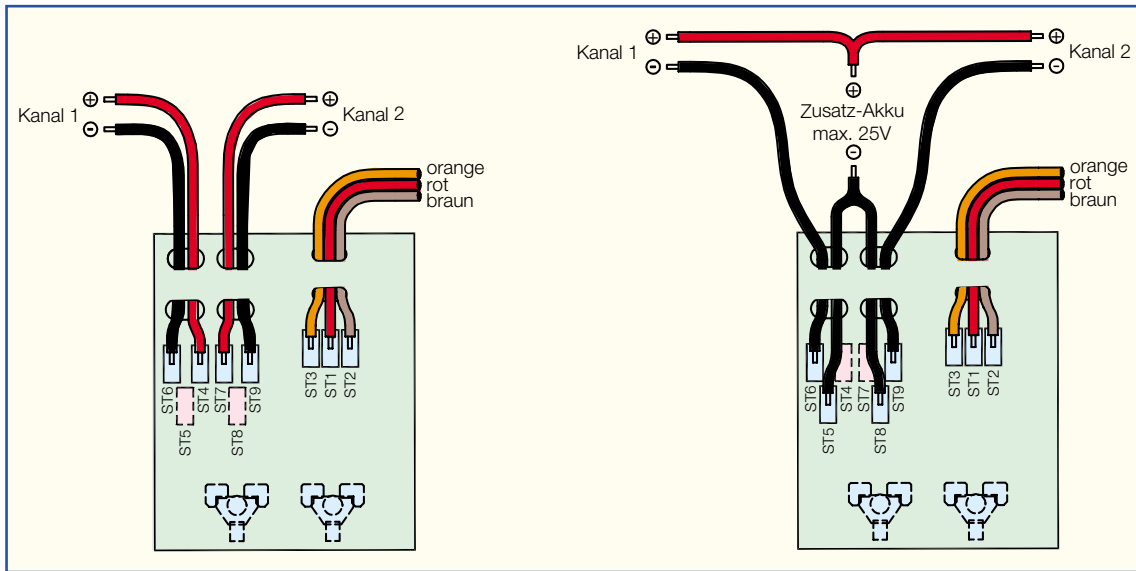 Kanal 1
⊕
⊖
⊕
⊖
Kanal 2
orange
rot
braun
ST6
ST4
ST7
ST9
ST5
ST8
ST3
ST1
ST2
Kanal 1
⊕
⊖
⊕
⊖
Kanal 2
⊕
Zusatz-Akku
max. 25V
⊖
orange
rot
braun
ST6
ST4
ST7
ST9
ST5
ST8
ST3
ST1
ST2